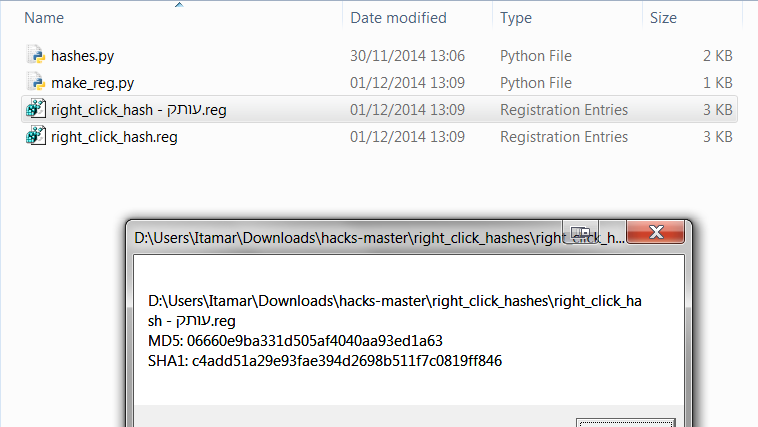 Name Date modified Type Size
hashes.py 30/11/2014 13:06 Python File 2 KB
make_reg.py 01/12/2014 13:09 Python File 1 KB
right_click_hash - עותק.reg 01/12/2014 13:09 Registration Entries 3 KB
right_click_hash.reg 01/12/2014 13:09 Registration Entries 3 KB
D:\Users\Itamar\Downloads\hacks-master\right_click_hashes\right_click_h...
D:\Users\Itamar\Downloads\hacks-master\right_click_hashes\right_click_ha
sh - עותק.reg
MD5: 06660e9ba331d505af4040aa93ed1a63
SHA1: c4add51a29e93fae394d2698b511f7c0819ff846